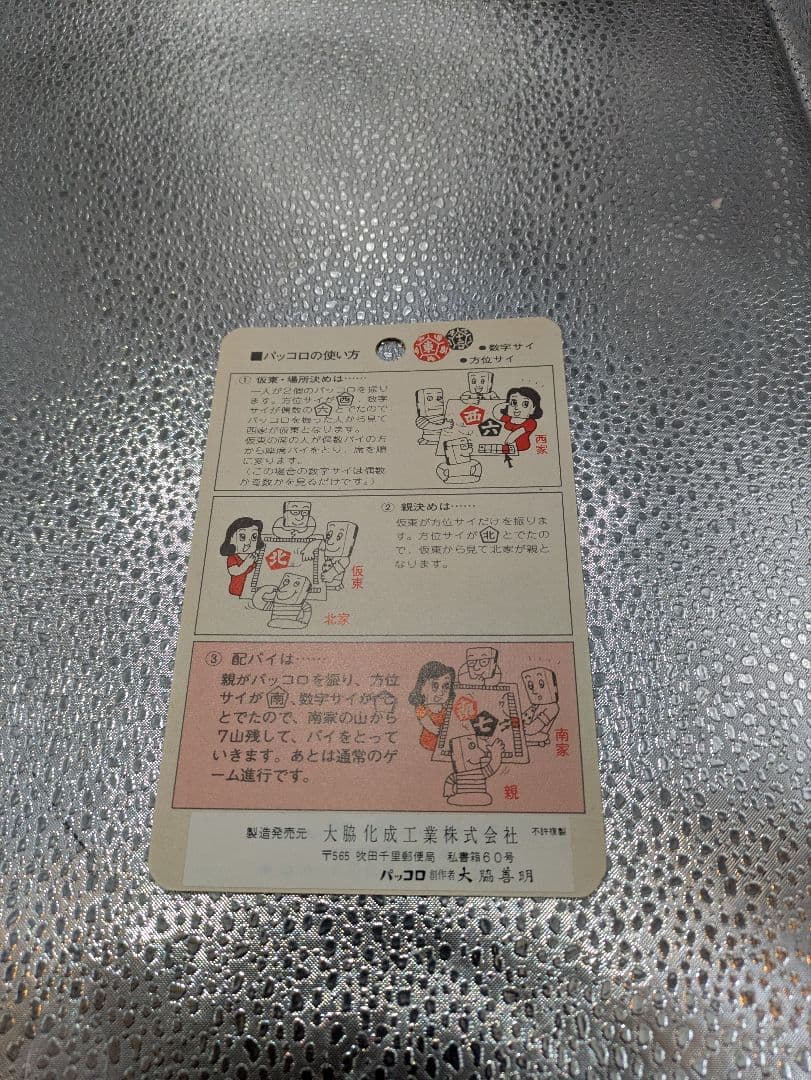 ■パッコロの使い方
東
●数字サイ
●方位サイ
① 仮東・場所決めは……
一人が2個のパッコロを振り
ます。方位サイが西、数字
サイが偶数の六とでたので
パッコロを振った人から見て
西家が仮東となります。
仮東の席の人が偶数パイの方
から座席パイをとり、席を順
に変ります。
(この場合の数字サイは偶数
か奇数かを見るだけです。)
西
六
西家
② 親決めは……
仮東が方位サイだけを振りま
す。方位サイが北とでたの
で、仮東から見て北家が親と
なります。
北
仮東
北家
③ 配パイは……
親がパッコロを振り、方位
サイが南、数字サイが七
とでたので、南家の山から
7山残して、パイをとって
いきます。あとは通常のゲ
ーム進行です。
南
七
南家
親
製造発売元 大脇化成工業株式会社 不許複製
〒565 吹田千里郵便局 私書箱60号
パッコロ 創作者 大脇善明